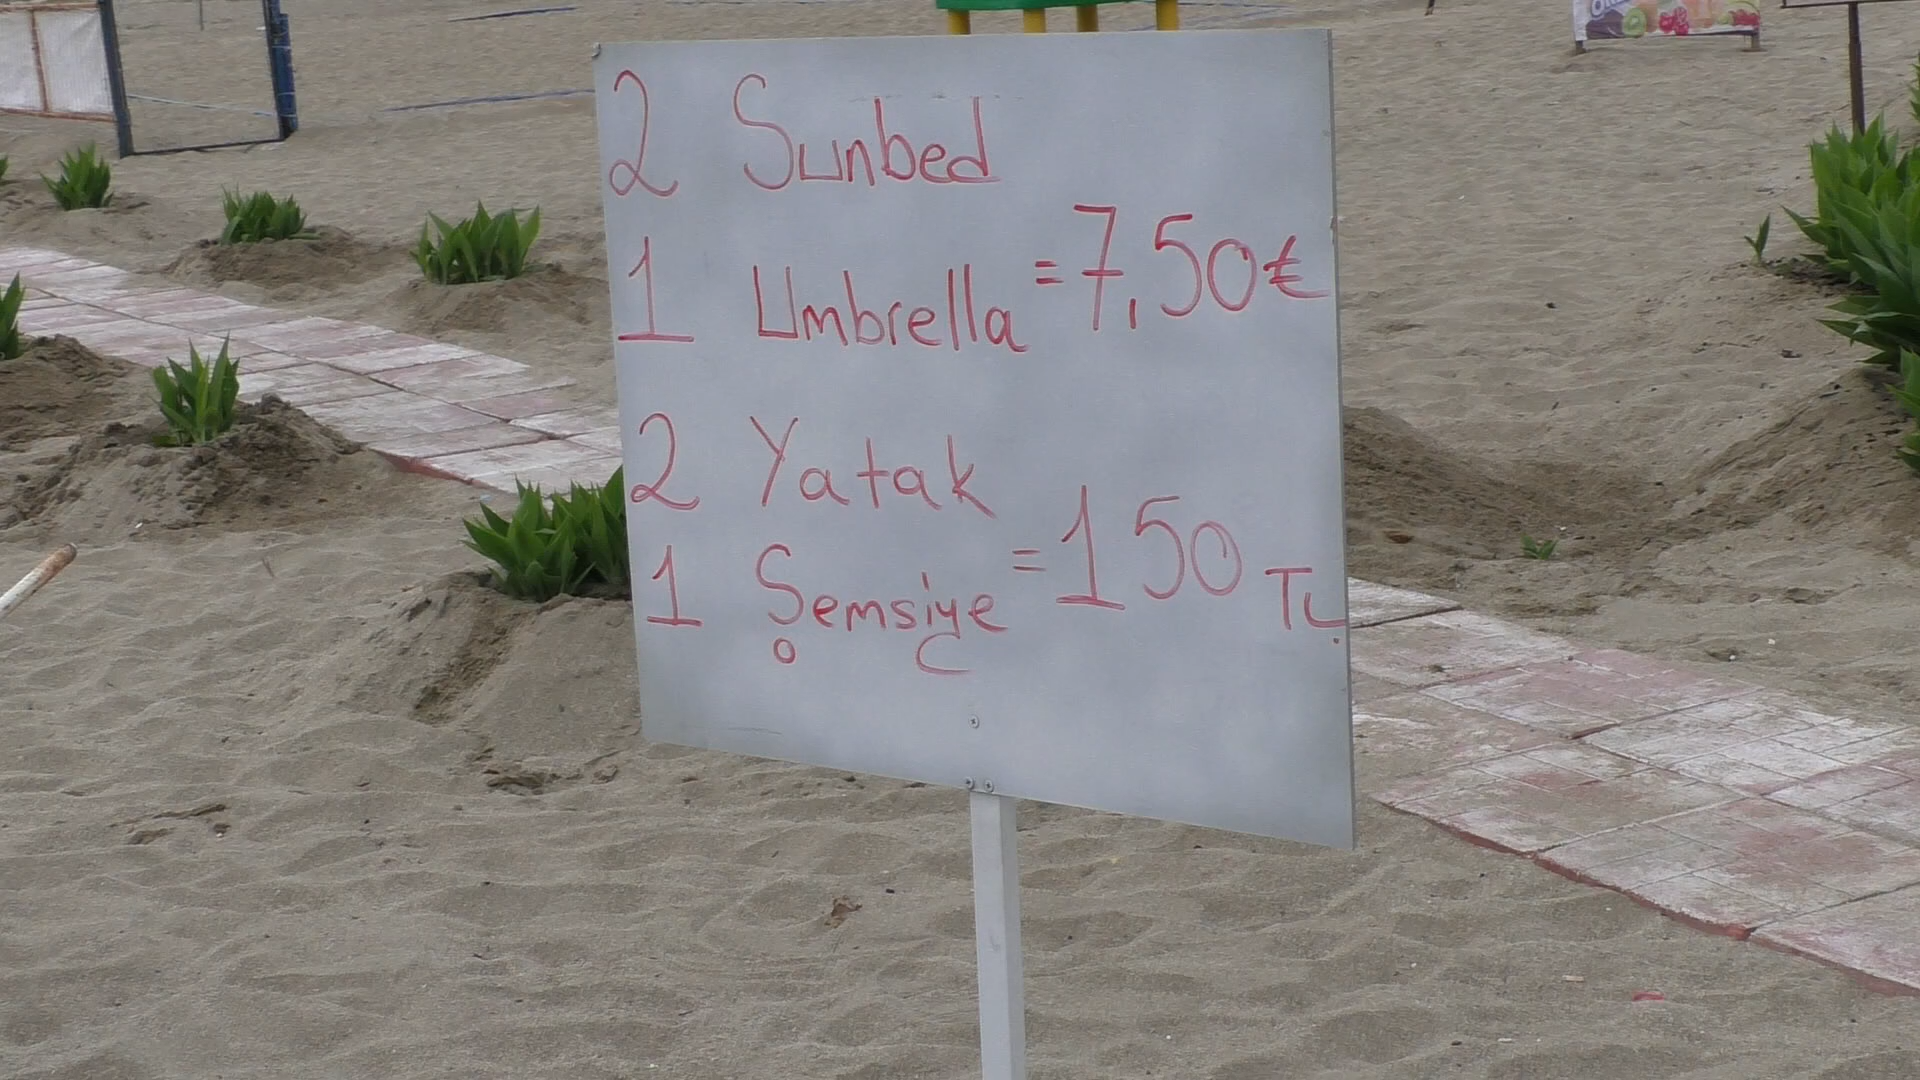 2 Sunbed
1 Umbrella = 7,50 €
2 Yatak
1 Şemsiye = 150 TL